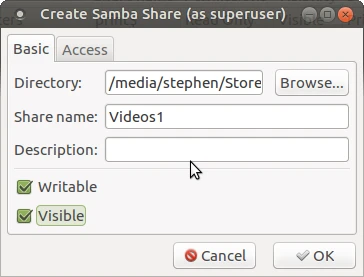 Create Samba Share (as superuser)
Basic
Access
Directory: /media/stephen/Store Browse...
Share name: Videos1
Description:
Writable
Visible
Cancel
OK